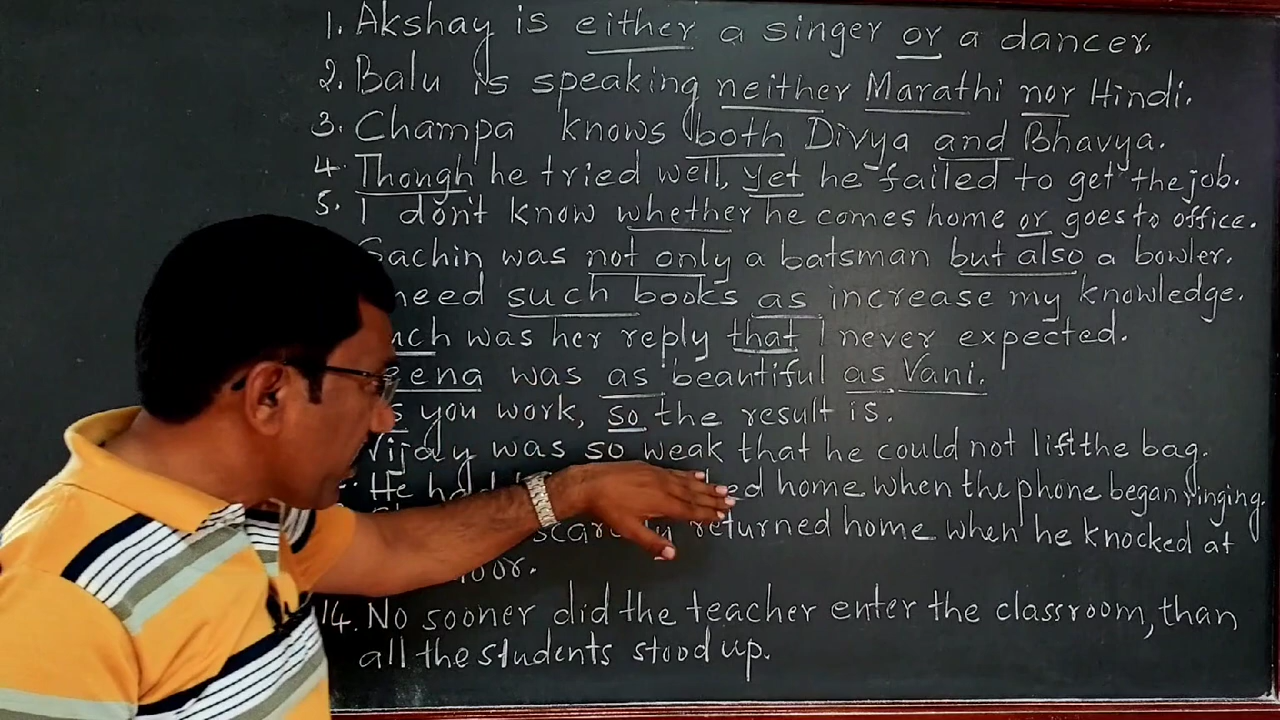 1. Akshay is either a singer or a dancer.
2. Balu is speaking neither Marathi nor Hindi.
3. Champa knows both Divya and Bhavya.
4. Though he tried well, yet he failed to get the job.
5. I don't know whether he comes home or goes to office.
Sachin was not only a batsman but also a bowler.
need such books as increase my knowledge.
was her reply that I never expected.
was as beautiful as Vani.
you work, so the result is.
Vijay was so weak that he could not lift the bag.
He home when the phone began ringing.
returned home when he knocked at
14. No sooner did the teacher enter the classroom, than
all the students stood up.